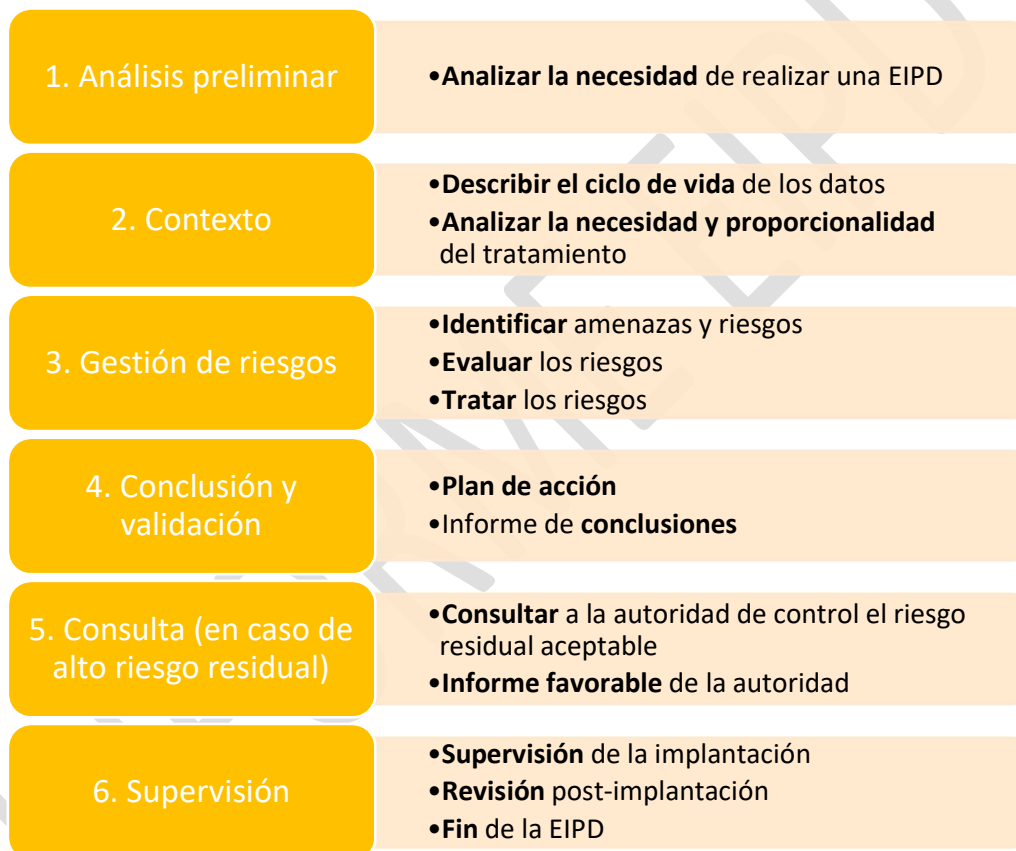 1. Análisis preliminar
•Analizar la necesidad de realizar una EIPD
2. Contexto
•Describir el ciclo de vida de los datos
•Analizar la necesidad y proporcionalidad
del tratamiento
3. Gestión de riesgos
•Identificar amenazas y riesgos
•Evaluar los riesgos
•Tratar los riesgos
4. Conclusión y
validación
•Plan de acción
•Informe de conclusiones
5. Consulta (en caso de
alto riesgo residual)
•Consultar a la autoridad de control el riesgo
residual aceptable
•Informe favorable de la autoridad
6. Supervisión
•Supervisión de la implantación
•Revisión post-implantación
•Fin de la EIPD